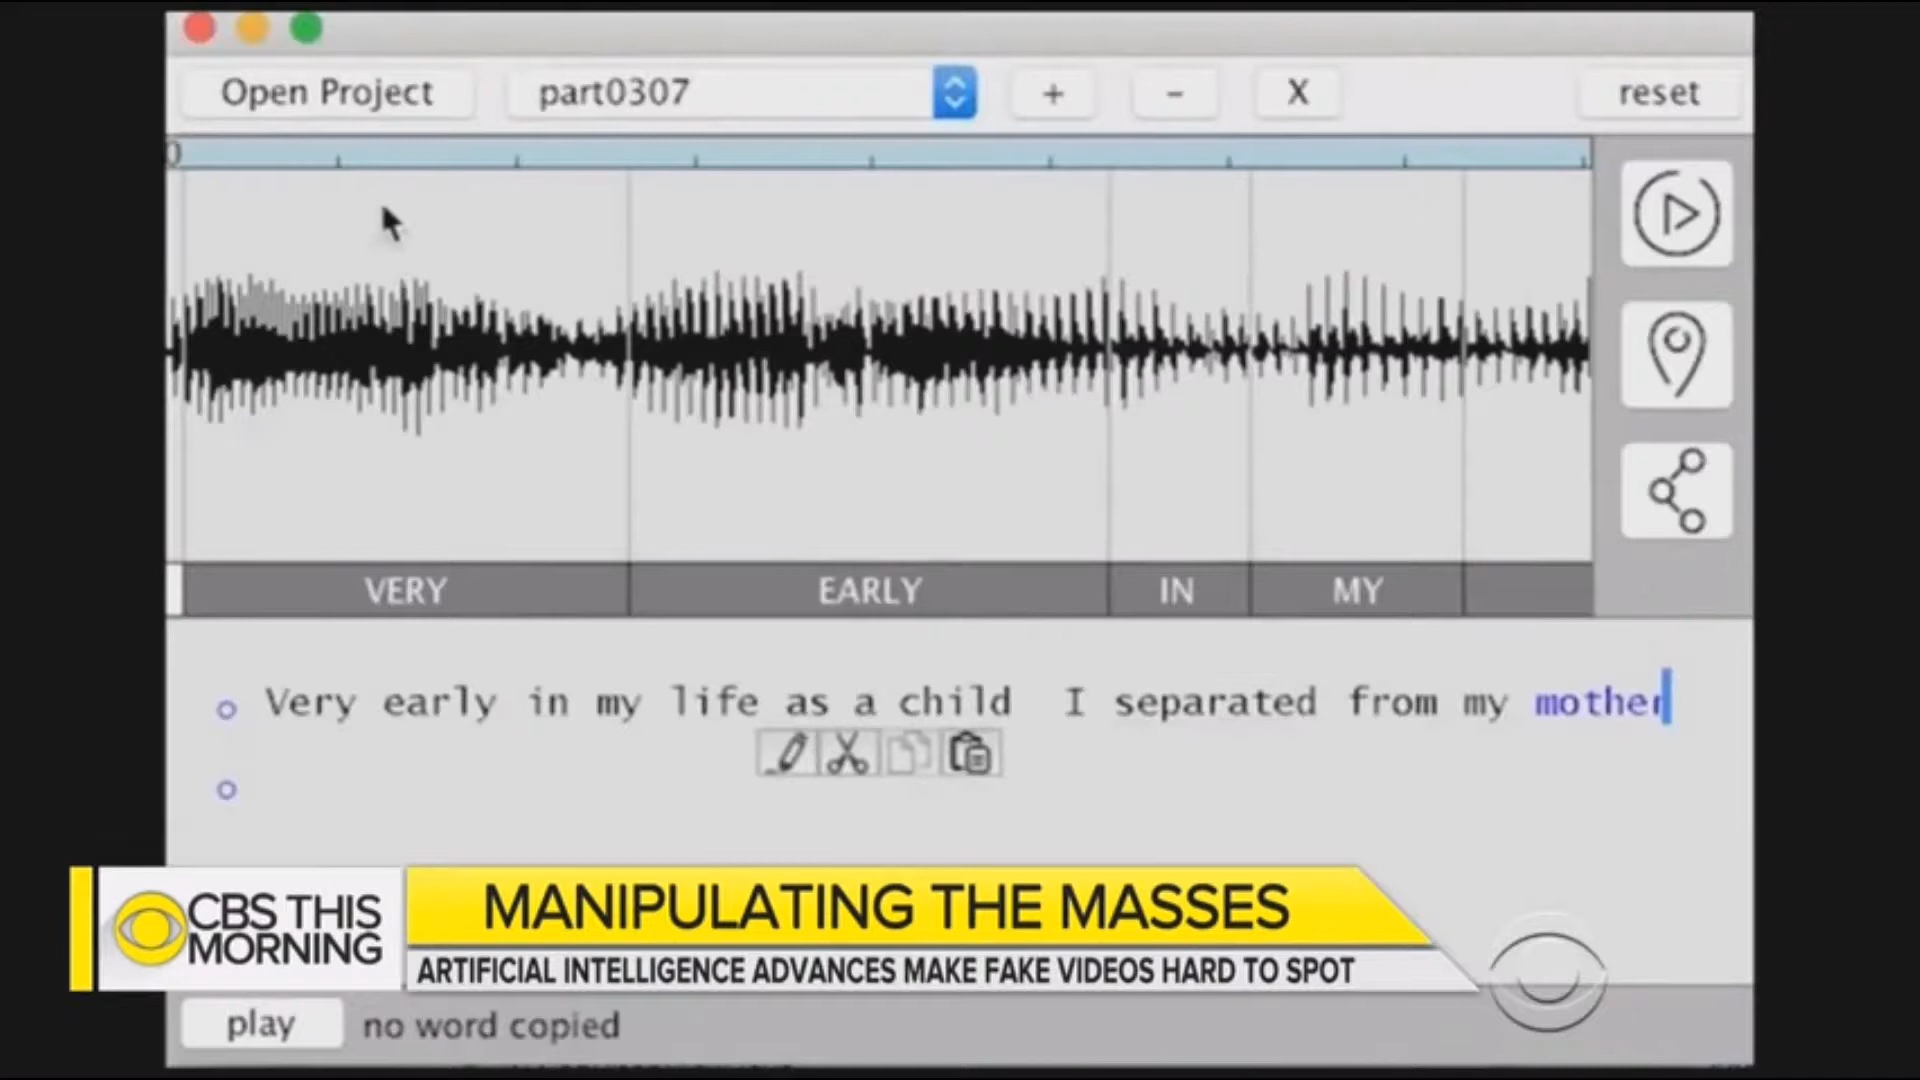 Open Project
part0307
+
-
X
reset
0
VERY
EARLY
IN
MY
Very early in my life as a child I separated from my mother
CBS THIS
MORNING
MANIPULATING THE MASSES
ARTIFICIAL INTELLIGENCE ADVANCES MAKE FAKE VIDEOS HARD TO SPOT
play
no word copied